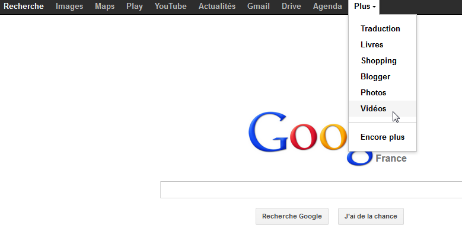 Recherche Images Maps Play YouTube Actualités Gmail Drive Agenda Plus
Traduction
Livres
Shopping
Blogger
Photos
Vidéos
Encore plus
Goo g
France
Recherche Google J'ai de la chance